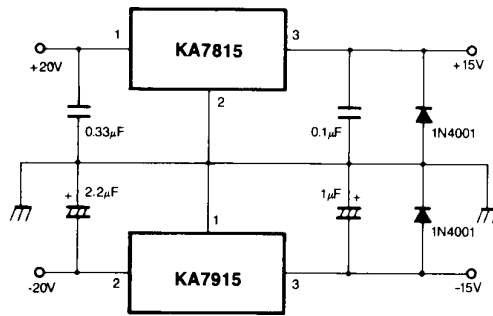 1
KA7815
3
+20V
+15V
2
0.33µF
0.1µF
1N4001
+
2.2µF
1µF
+
1
1N4001
2
KA7915
3
-20V
-15V